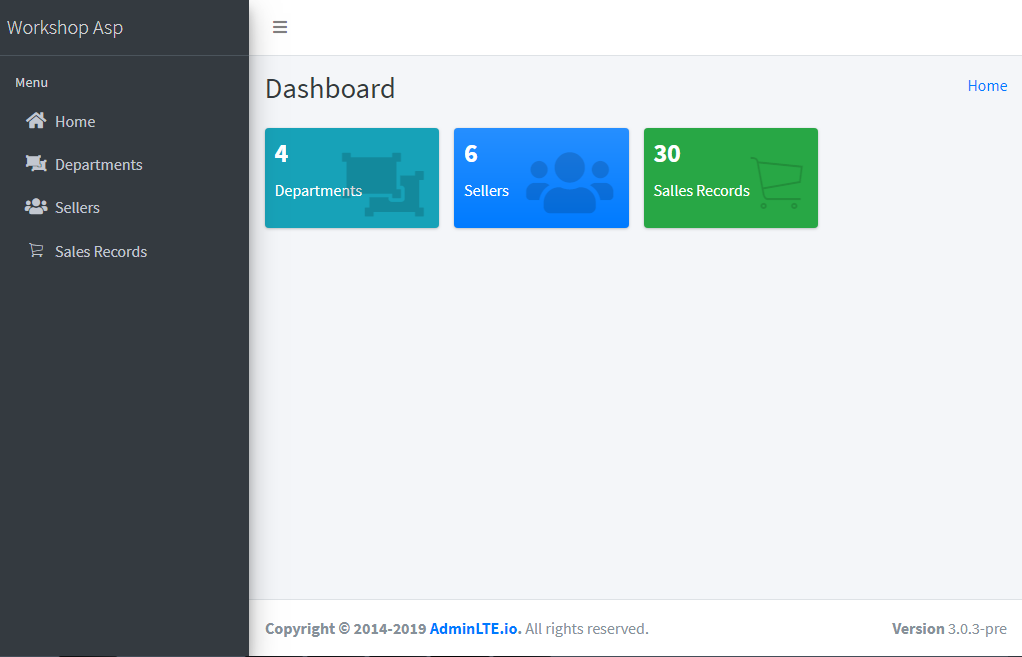 Workshop Asp
Menu
Home
Departments
Sellers
Sales Records
Dashboard
Home
4
Departments
6
Sellers
30
Salles Records
Copyright © 2014-2019 AdminLTE.io. All rights reserved.
Version 3.0.3-pre